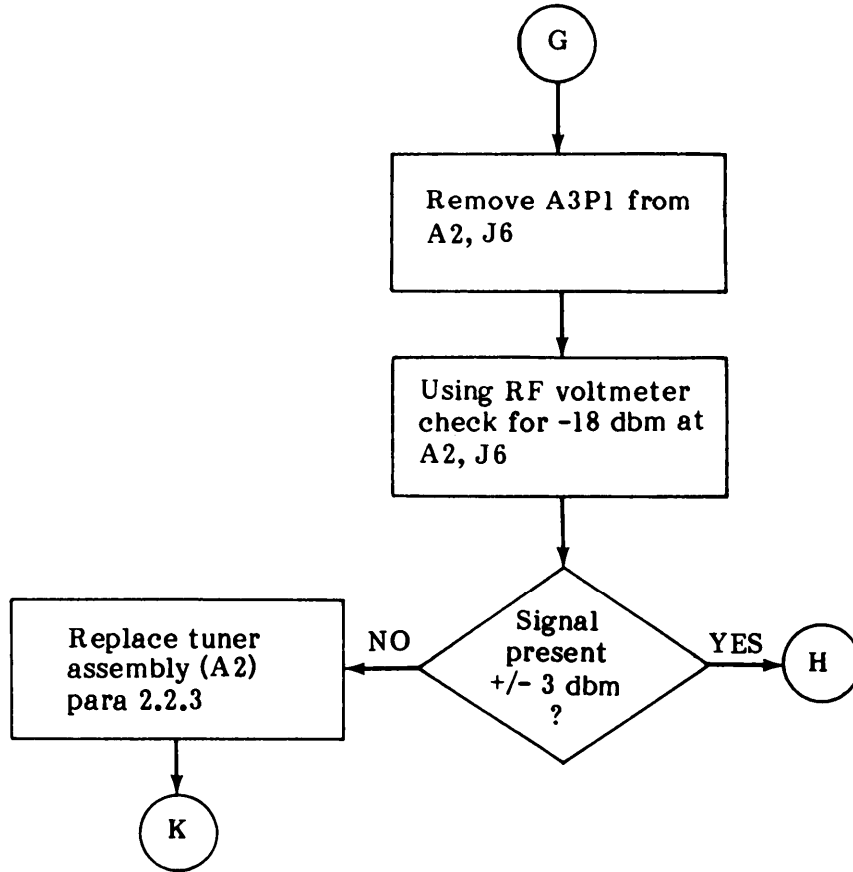 G
Remove A3P1 from
A2, J6
Using RF voltmeter
check for -18 dbm at
A2, J6
Signal
present
+/- 3 dbm
?
NO
YES
Replace tuner
assembly (A2)
para 2.2.3
H
K